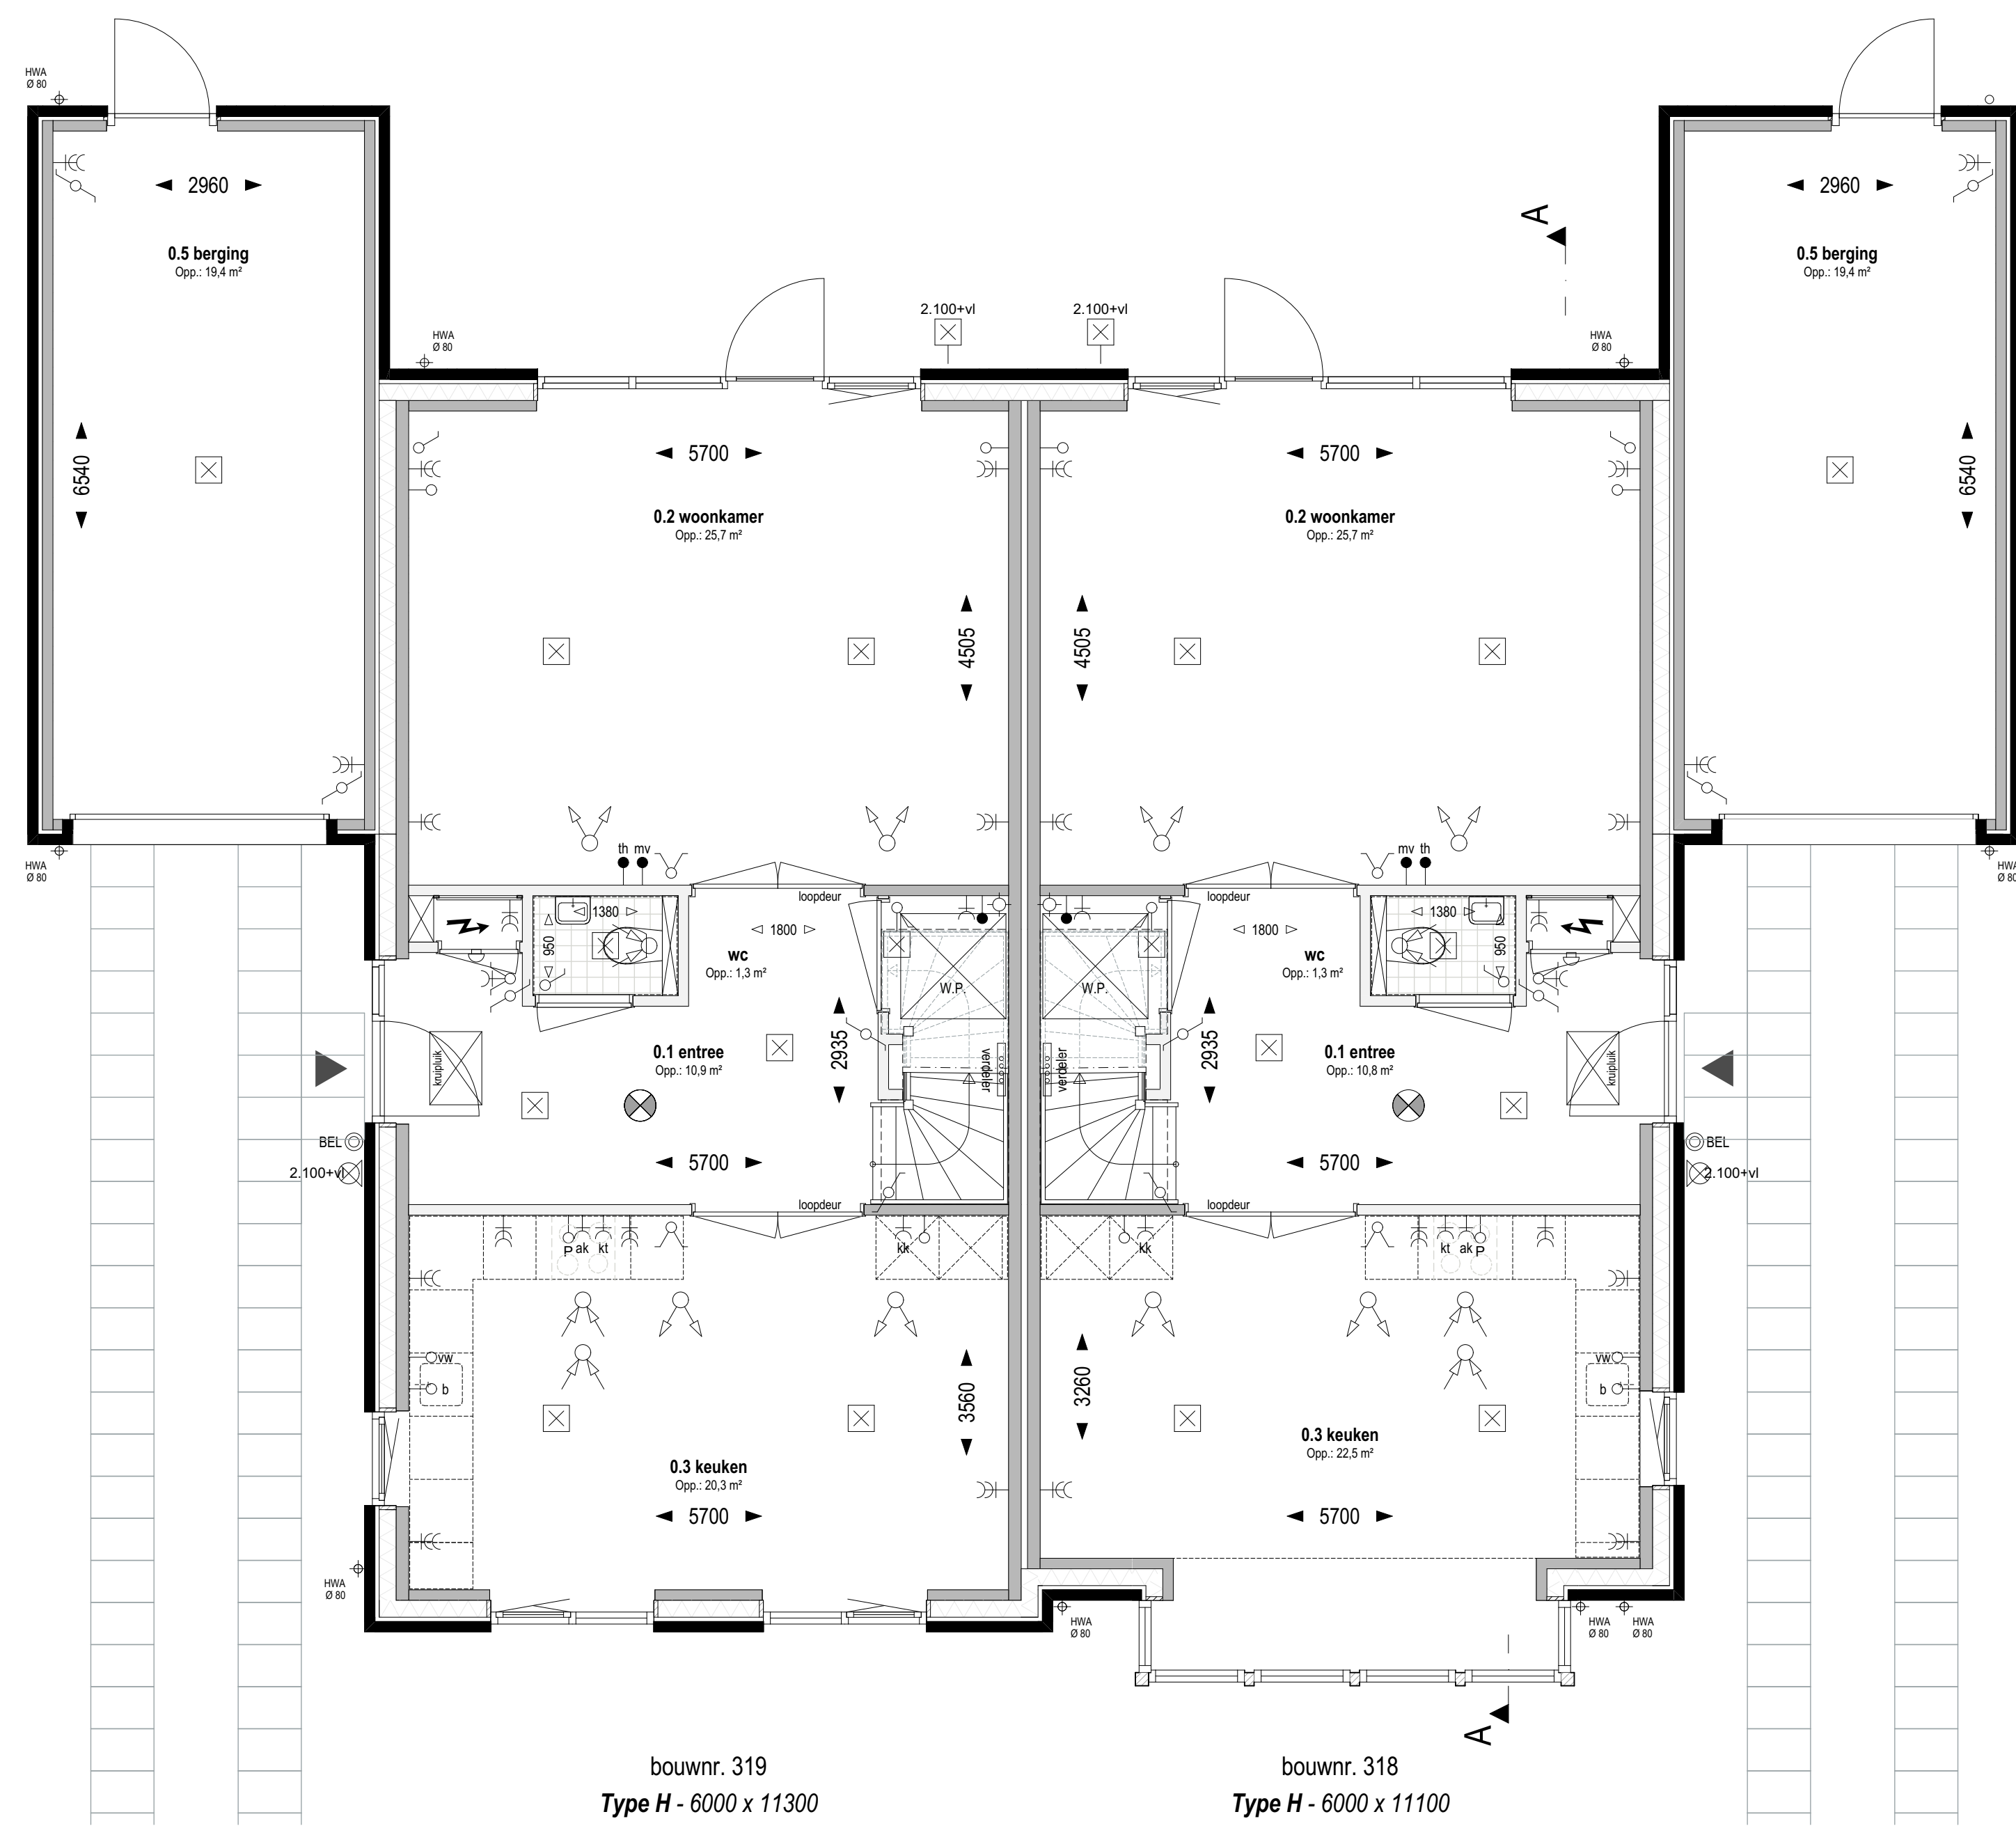 HWA
Ø 80
2960
2960
0.5 berging
Opp.: 19,4 m²
A
0.5 berging
Opp.: 19,4 m²
2.100+vl
2.100+vl
HWA
Ø 80
HWA
Ø 80
6540
5700
5700
6540
0.2 woonkamer
Opp.: 25,7 m²
0.2 woonkamer
Opp.: 25,7 m²
4505
4505
HWA
Ø 80
th mv
mv th
HWA
Ø 80
loopdeur
loopdeur
1380
950
1800
1800
1380
950
wc
Opp.: 1,3 m²
wc
Opp.: 1,3 m²
W.P.
W.P.
kruipluik
0.1 entree
Opp.: 10,9 m²
2935
verdeler
verdeler
2935
0.1 entree
Opp.: 10,8 m²
kruipluik
BEL
BEL
2.100+vl
2.100+vl
5700
5700
loopdeur
loopdeur
P ak kt
kk
kk
kt ak P
vw
b
vw
b
3560
3260
0.3 keuken
Opp.: 20,3 m²
0.3 keuken
Opp.: 22,5 m²
5700
5700
HWA
Ø 80
HWA
Ø 80
HWA
Ø 80
HWA
Ø 80
A
bouwnr. 319
bouwnr. 318
Type H - 6000 x 11300
Type H - 6000 x 11100